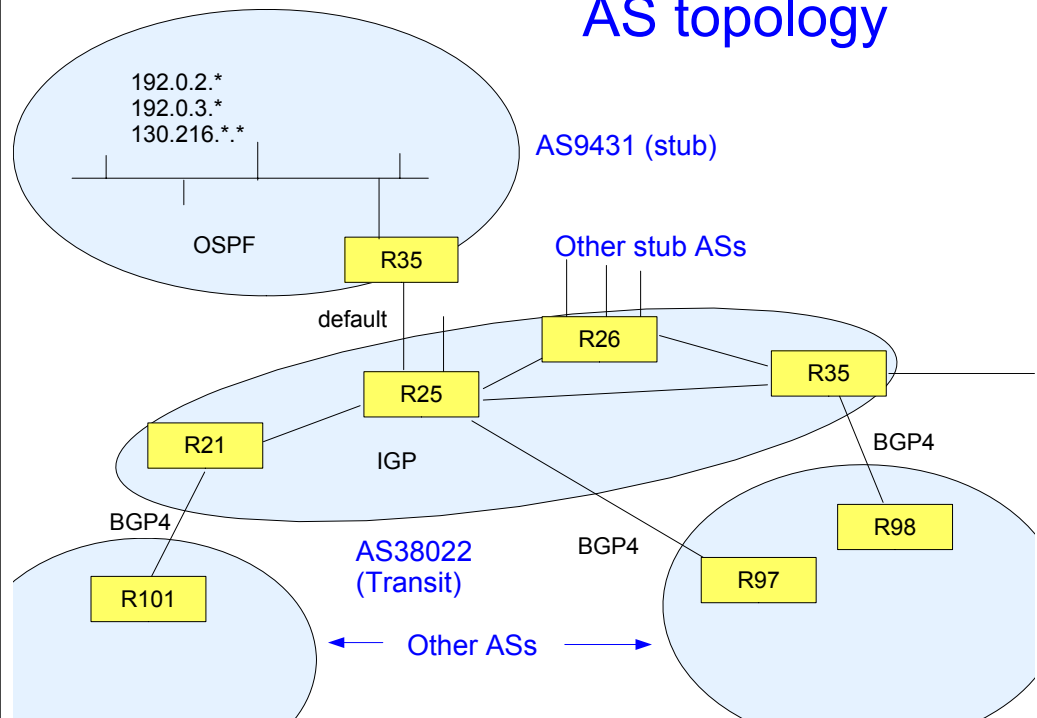 AS topology
192.0.2.*
192.0.3.*
130.216.*.*
AS9431 (stub)
OSPF
R35
Other stub ASs
default
R26
R35
R25
R21
IGP
BGP4
BGP4
R98
AS38022
(Transit)
BGP4
R97
R101
Other ASs